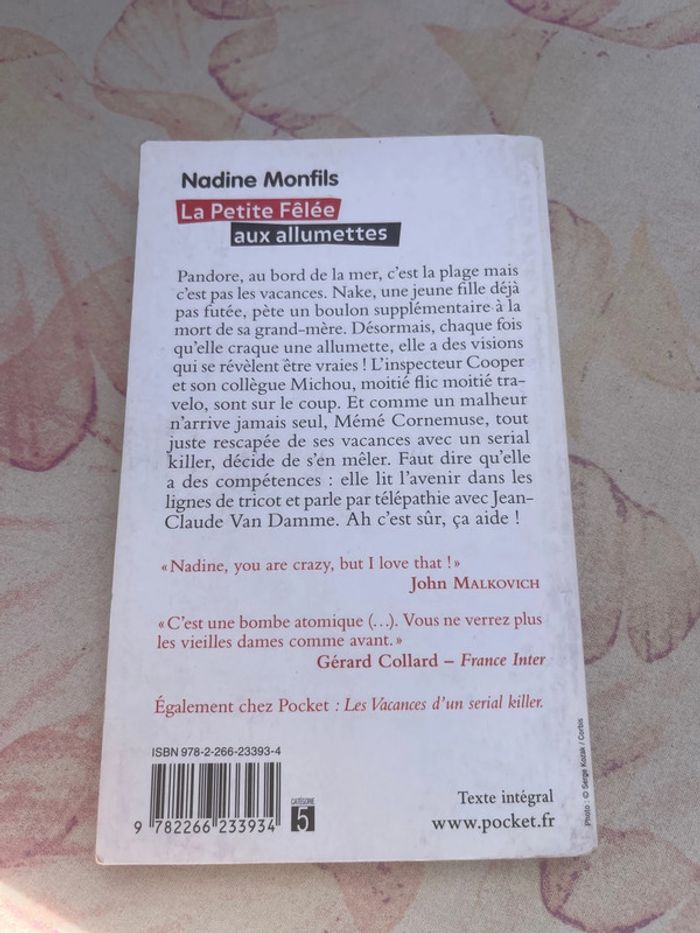 Nadine Monfils
La Petite Fêlée
aux allumettes
Pandore, au bord de la mer, c'est la plage mais
c'est pas les vacances. Nake, une jeune fille déjà
pas futée, pète un boulon supplémentaire à la
mort de sa grand-mère. Désormais, chaque fois
qu'elle craque une allumette, elle a des visions
qui se révèlent être vraies ! L'inspecteur Cooper
et son collègue Michou, moitié flic moitié tra-
velo, sont sur le coup. Et comme un malheur
n'arrive jamais seul, Mémé Cornemuse, tout
juste rescapée de ses vacances avec un serial
killer, décide de s'en mêler. Faut dire qu'elle
a des compétences : elle lit l'avenir dans les
lignes de tricot et parle par télépathie avec Jean-
Claude Van Damme. Ah c'est sûr, ça aide !
« Nadine, you are crazy, but I love that ! »
John MALKOVICH
« C'est une bombe atomique (...). Vous ne verrez plus
les vieilles dames comme avant. »
Gérard Collard – France Inter
Également chez Pocket : Les Vacances d'un serial killer.
ISBN 978-2-266-23393-4
9 782266 233934
CATÉGORIE
5
Texte intégral
www.pocket.fr
Photo : © Serge Kozak / Corbis